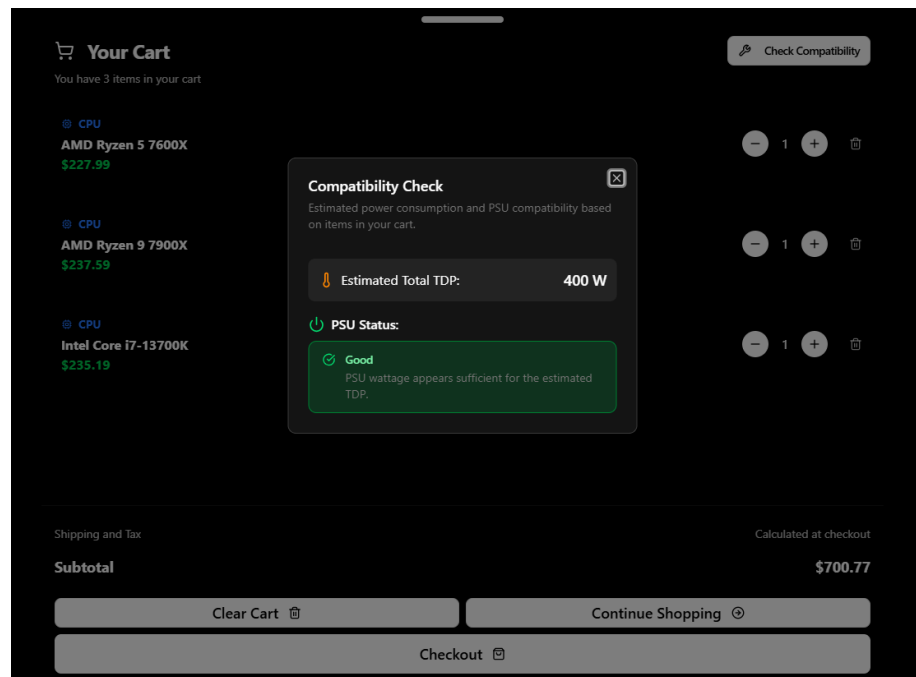 Your Cart
Check Compatibility
You have 3 items in your cart
CPU
AMD Ryzen 5 7600X
$227.99
1
CPU
AMD Ryzen 9 7900X
$237.59
1
CPU
Intel Core i7-13700K
$235.19
1
Compatibility Check
Estimated power consumption and PSU compatibility based
on items in your cart.
Estimated Total TDP: 400 W
PSU Status:
Good
PSU wattage appears sufficient for the estimated
TDP.
Shipping and Tax
Calculated at checkout
Subtotal
$700.77
Clear Cart
Continue Shopping
Checkout